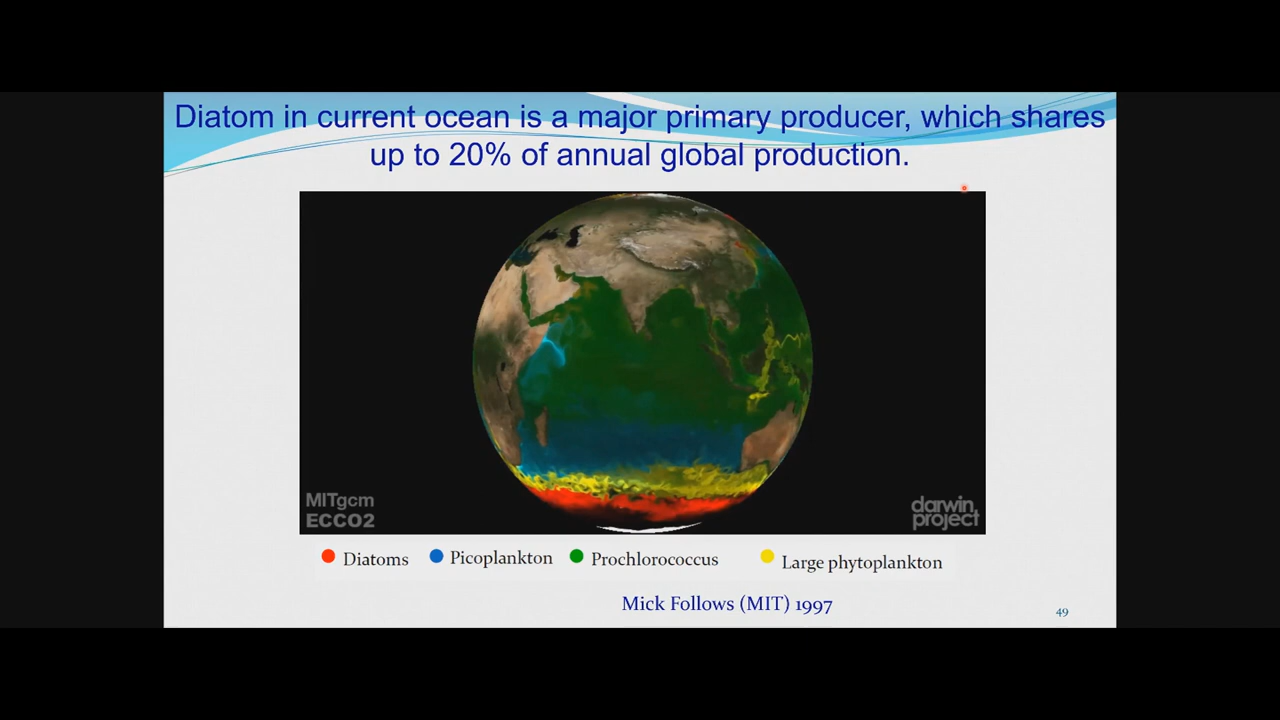 Diatom in current ocean is a major primary producer, which shares
up to 20% of annual global production.
MITgcm
ECCO2
darwin
project
Diatoms Picoplankton Prochlorococcus Large phytoplankton
Mick Follows (MIT) 1997
49